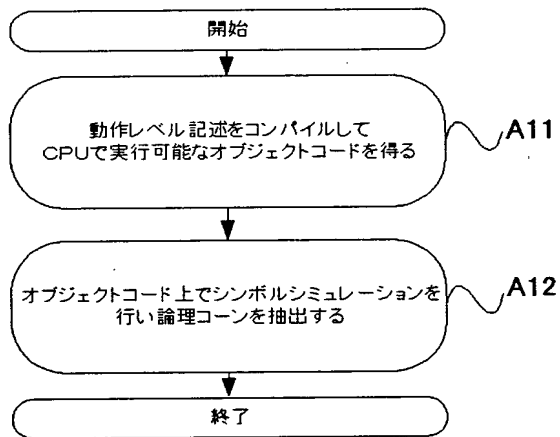 開始
動作レベル記述をコンパイルして
CPUで実行可能なオブジェクトコードを得る
A11
オブジェクトコード上でシンボルシミュレーションを
行い論理コーンを抽出する
A12
終了